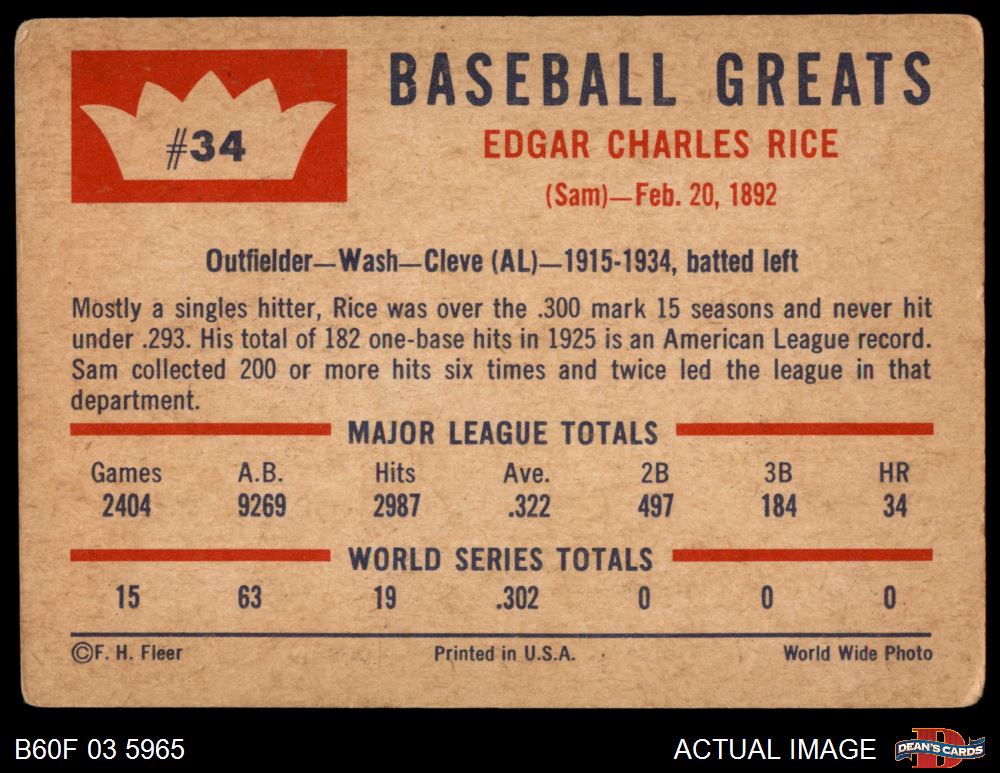 #34
BASEBALL GREATS
EDGAR CHARLES RICE
(Sam)—Feb. 20, 1892
Outfielder—Wash—Cleve (AL)—1915-1934, batted left
Mostly a singles hitter, Rice was over the .300 mark 15 seasons and never hit
under .293. His total of 182 one-base hits in 1925 is an American League record.
Sam collected 200 or more hits six times and twice led the league in that
department.
MAJOR LEAGUE TOTALS
Games A.B. Hits Ave. 2B 3B HR
2404 9269 2987 .322 497 184 34
WORLD SERIES TOTALS
15 63 19 .302 0 0 0
©F. H. Fleer Printed in U.S.A. World Wide Photo
B60F 03 5965 ACTUAL IMAGE D DEAN'S CARDS